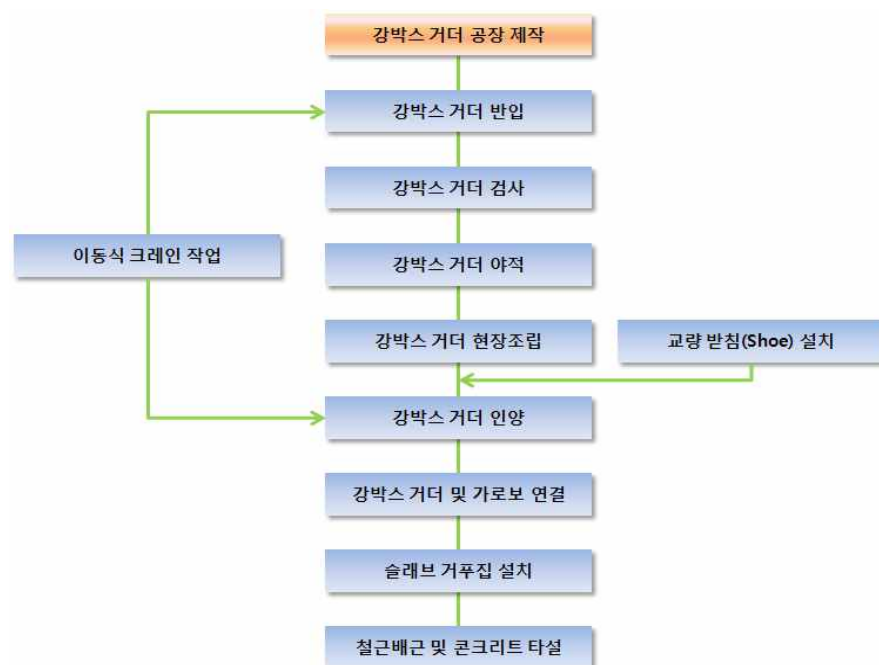 강박스 거더 공장 제작
강박스 거더 반입
강박스 거더 검사
이동식 크레인 작업
강박스 거더 야적
강박스 거더 현장조립
교량 받침(Shoe) 설치
강박스 거더 인양
강박스 거더 및 가로보 연결
슬래브 거푸집 설치
철근배근 및 콘크리트 타설